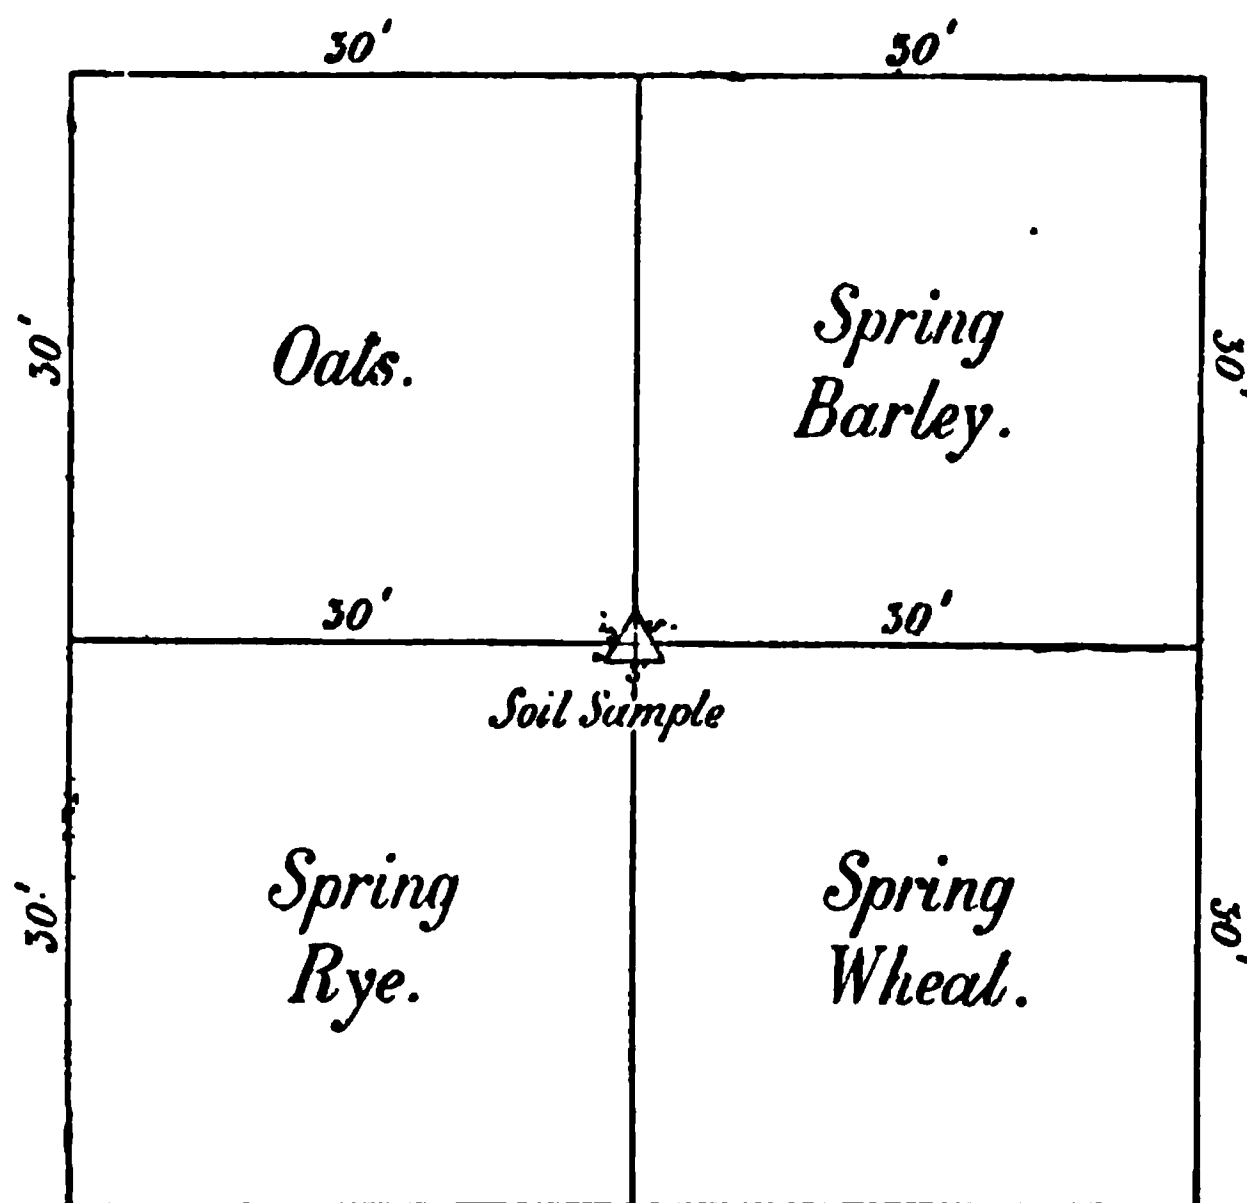 30' 30'
30' Oats. Spring 30'
Barley.
30' 30'
Soil Sample
30' Spring Spring 30'
Rye. Wheat.